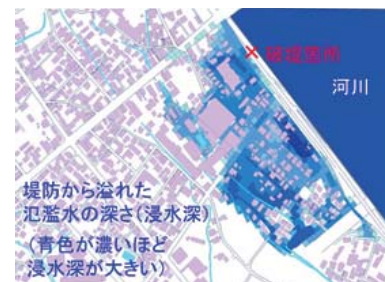 破堤箇所
河川
堤防から溢れた
氾濫水の深さ(浸水深)
(青色が濃いほど
浸水深が大きい)